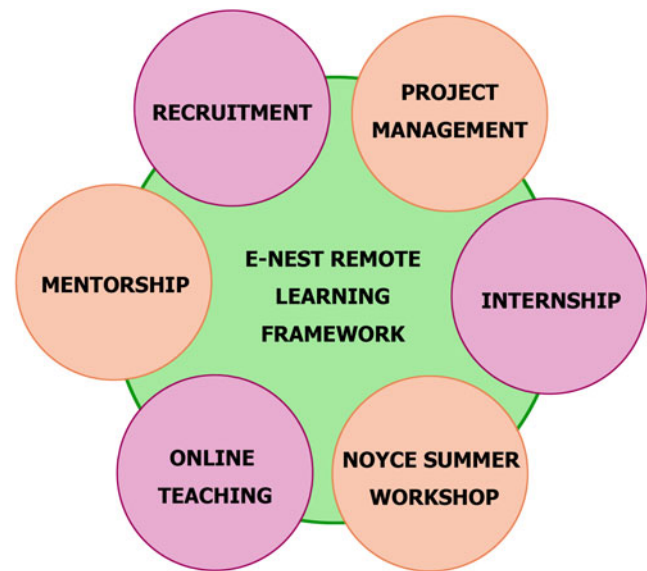 RECRUITMENT
PROJECT
MANAGEMENT
MENTORSHIP
E-NEST REMOTE
LEARNING
FRAMEWORK
INTERNSHIP
ONLINE
TEACHING
NOYCE SUMMER
WORKSHOP